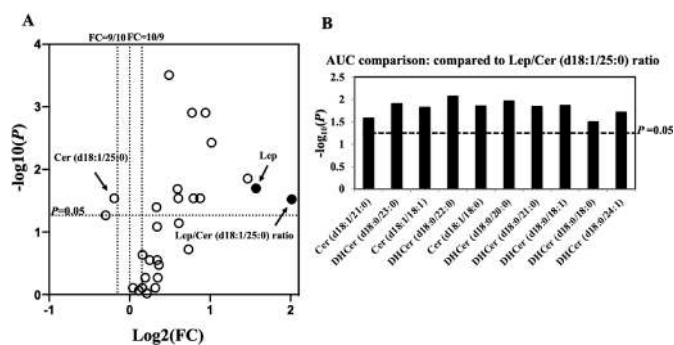 A
FC=9/10 FC=10/9
4
3
2
1
0
-log10(P)
Cer (d18:1/25:0)
Lep
P=0.05
Lep/Cer (d18:1/25:0) ratio
-1 0 1 2
Log2(FC)
B
AUC comparison: compared to Lep/Cer (d18:1/25:0) ratio
2.5
2
1.5
1
0.5
0
-log10(P)
P=0.05
Cer (d18:1/21:0)
DHCer (d18:0/23:0)
Cer (d18:1/18:1)
DHCer (d18:0/22:0)
Cer (d18:1/18:0)
DHCer (d18:0/20:0)
DHCer (d18:0/21:0)
DHCer (d18:0/18:1)
DHCer (d18:0/18:0)
DHCer (d18:0/24:1)